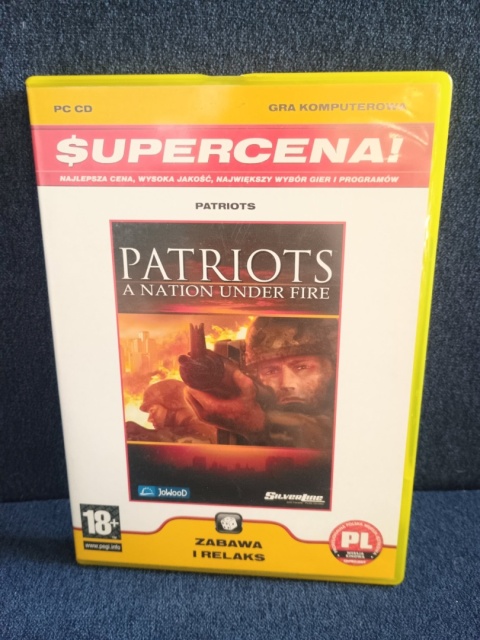 PC CD
GRA KOMPUTEROWA
$UPERCENA!
NAJLEPSZA CENA, WYSOKA JAKOŚĆ, NAJWIĘKSZY WYBÓR GIER I PROGRAMÓW
PATRIOTS
PATRIOTS
A NATION UNDER FIRE
JoWooD
SILVERLINE
18+
www.pegi.info
ZABAWA
I RELAKS
PL